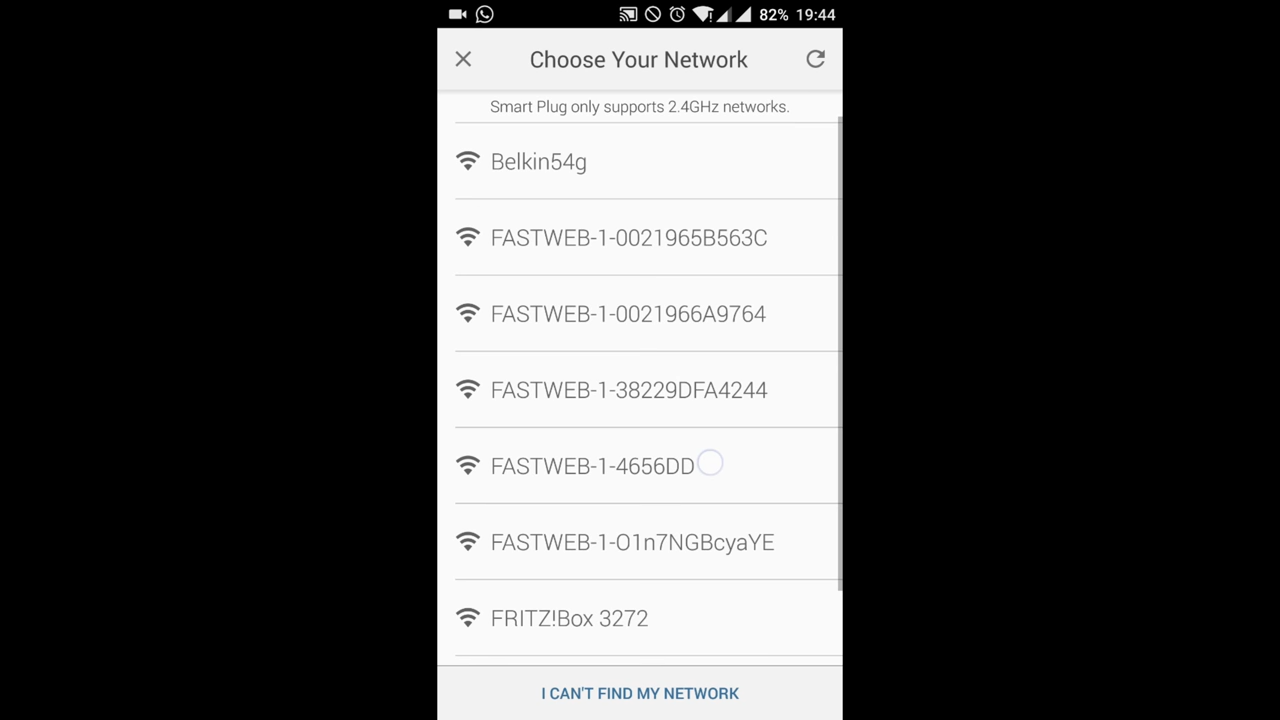 82% 19:44
Choose Your Network
Smart Plug only supports 2.4GHz networks.
Belkin54g
FASTWEB-1-0021965B563C
FASTWEB-1-0021966A9764
FASTWEB-1-38229DFA4244
FASTWEB-1-4656DD
FASTWEB-1-O1n7NGBcyaYE
FRITZ!Box 3272
I CAN'T FIND MY NETWORK